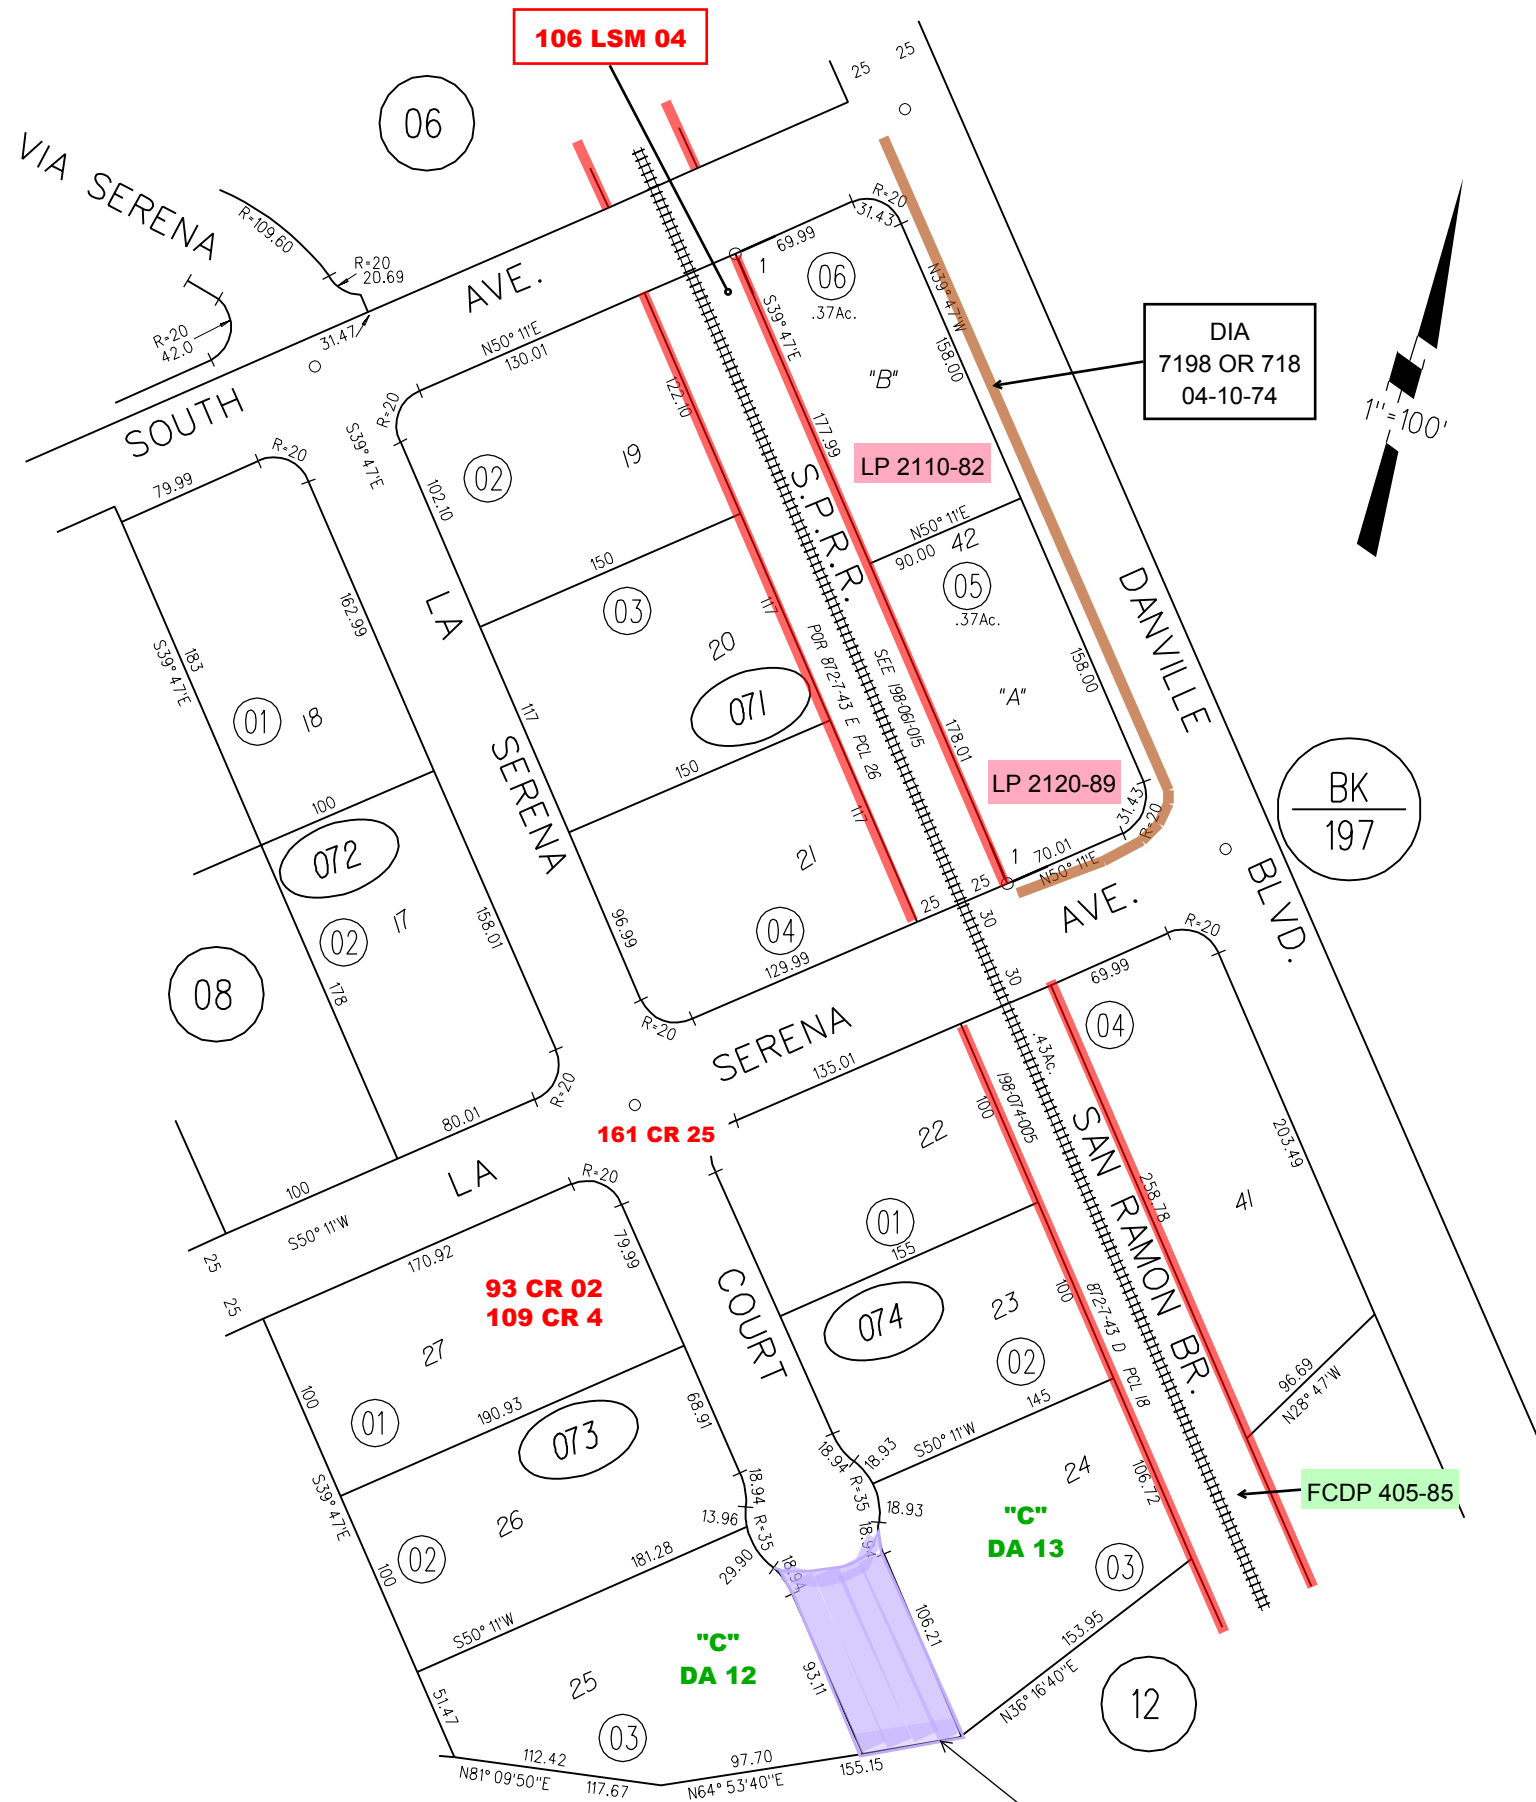 106 LSM 04
25
25
06
VIA SERENA
R=109.60
R=20
20.69
R=20
42.0
31.47
SOUTH AVE.
R=20
31.43
69.99
1
06
.37Ac.
"B"
S39° 47'E
N39° 47'W
158.00
177.99
DIA
7198 OR 718
04-10-74
1"=100'
N50° 11'E
130.01
122.10
R=20
S39° 47'E
102.10
02
19
LP 2110-82
S.P.R.R.
79.99
R=20
162.99
N50° 11'E
90.00
42
05
.37Ac.
150
03
20
117
071
LA SERENA
117
POR 872-7-43 E PCL 26
SEE 198-061-015
"A"
158.00
DANVILLE BLVD.
178.01
LP 2120-89
S39° 47'E
183
01
18
100
072
17
02
158.01
178
08
150
117
21
04
96.99
129.99
R=20
25
25
1
70.01
N50° 11'E
31.43
R=20
BK
197
30
30
SERENA AVE.
R=20
69.99
04
R=20
80.01
100
S50° 11'W
LA
161 CR 25
135.01
100
198-074-005
.43Ac.
203.49
22
01
155
SAN RAMON BR.
258.78
41
25
25
170.92
R=20
79.99
93 CR 02
109 CR 4
COURT
074
23
02
100
872-7-43 D PCL 18
96.69
N28° 47'W
27
01
100
190.93
073
68.91
145
S50° 11'W
18.94
18.93
R=35
18.93
18.94
24
106.72
FCDP 405-85
S39° 47'E
26
02
100
13.96
18.94
R=35
181.28
29.90
18.94
"C"
DA 13
03
S50° 11'W
"C"
DA 12
106.21
153.95
N36° 16'40"E
12
51.47
25
03
93.11
112.42
N81° 09'50"E
117.67
97.70
N64° 53'40"E
155.15